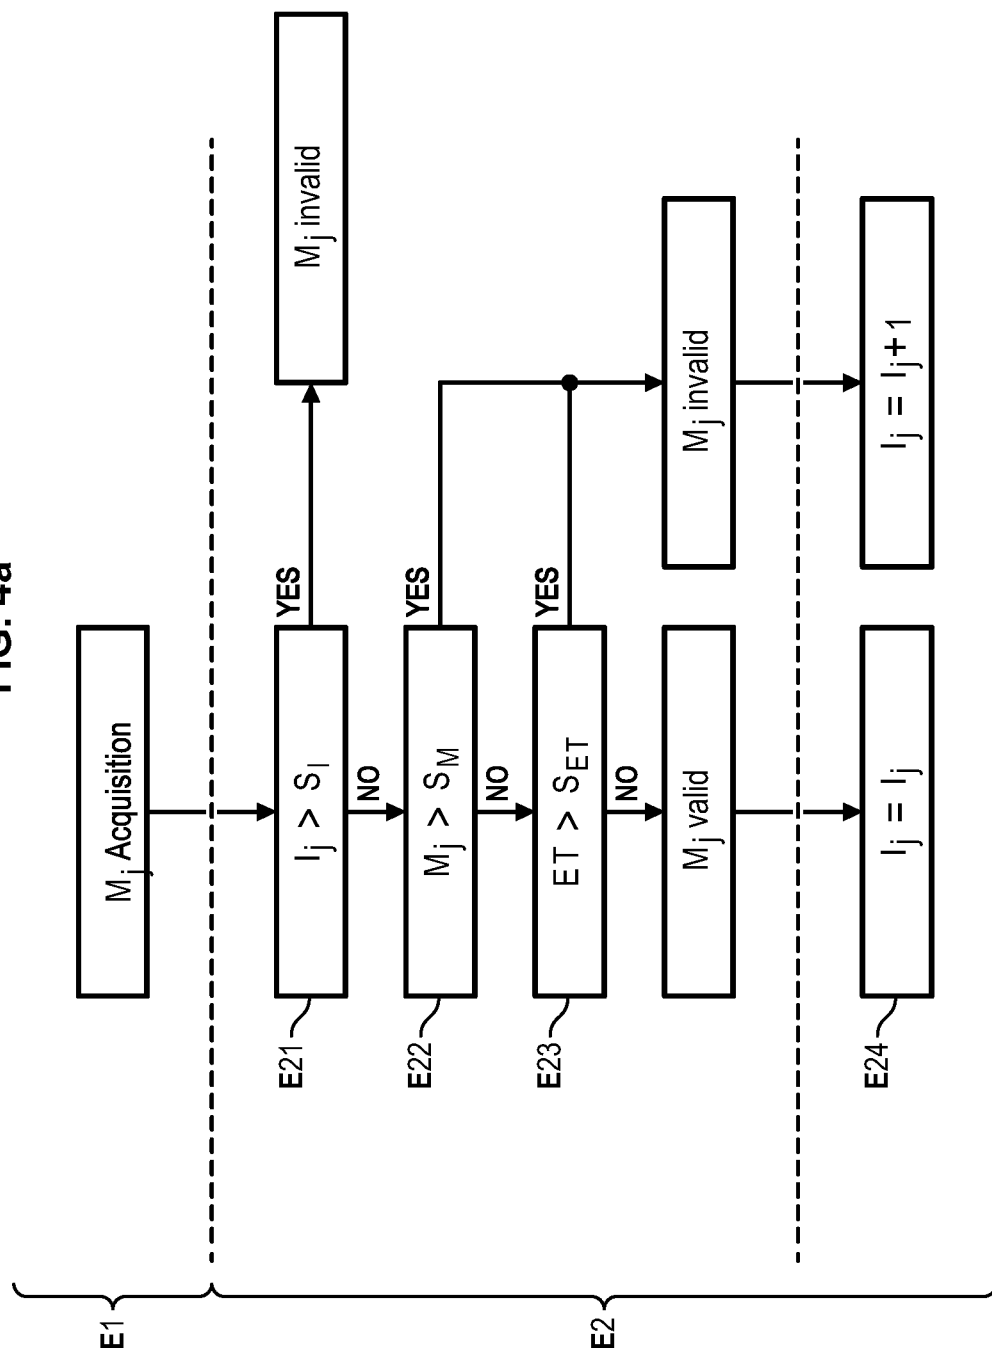 FIG. 4a
E1
Mj Acquisition
E2
E21
Ij > SI
YES
Mj invalid
NO
E22
Mj > SM
YES
NO
E23
ET > SET
YES
NO
Mj valid
Mj invalid
E24
Ij = Ij
Ij = Ij+1